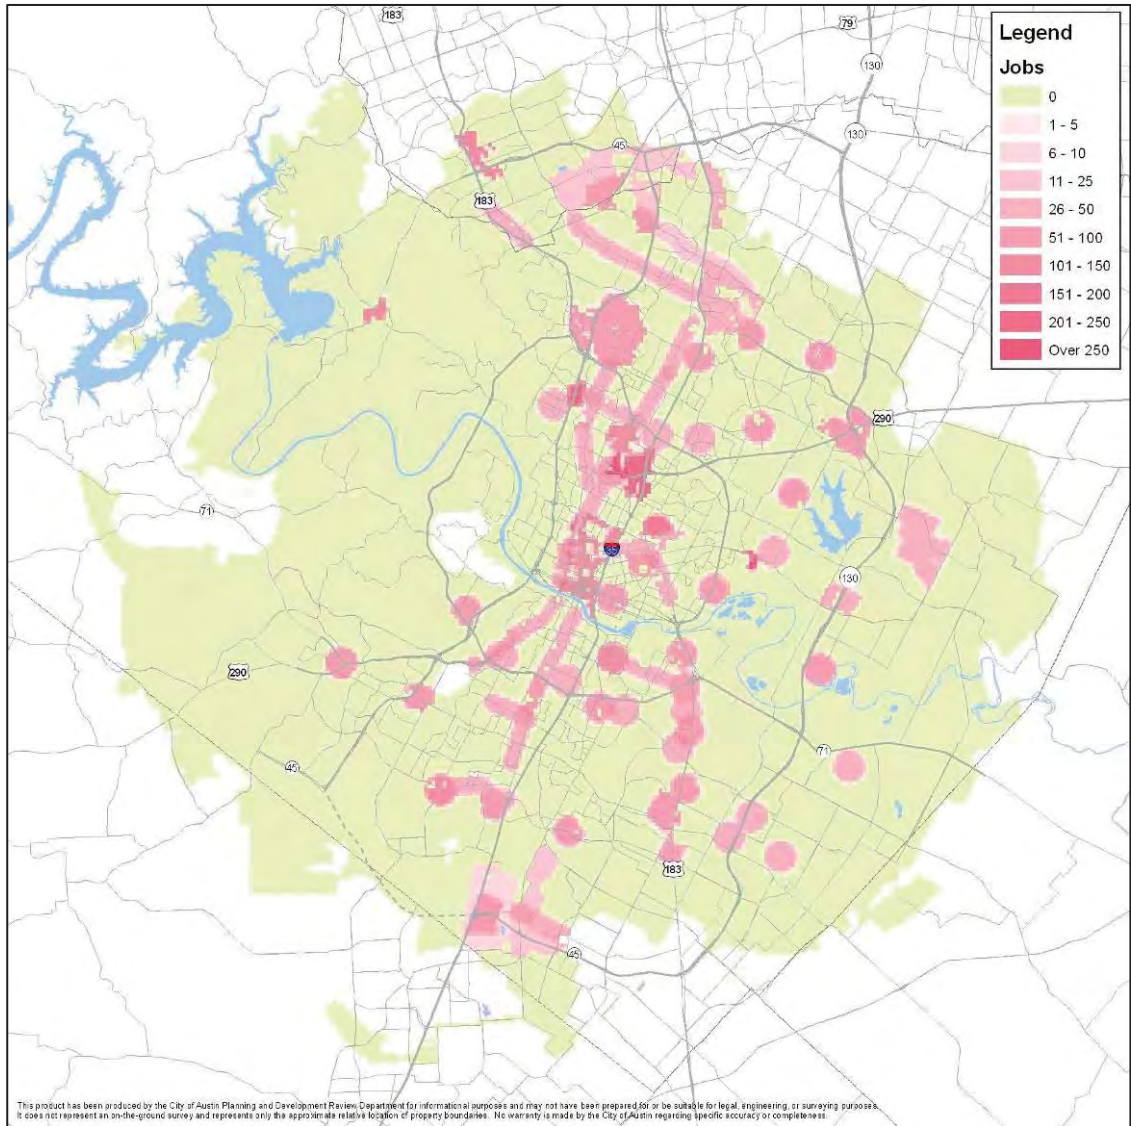 183
79
130
Legend
Jobs
0
1 - 5
6 - 10
11 - 25
26 - 50
51 - 100
101 - 150
151 - 200
201 - 250
Over 250
130
45
183
290
71
35
130
290
71
45
183
45
This product has been produced by the City of Austin Planning and Development Review Department for informational purposes and may not have been prepared for or be suitable for legal, engineering, or surveying purposes.
It does not represent an on-the-ground survey and represents only the approximate relative location of property boundaries. No warranty is made by the City of Austin regarding specific accuracy or completeness.